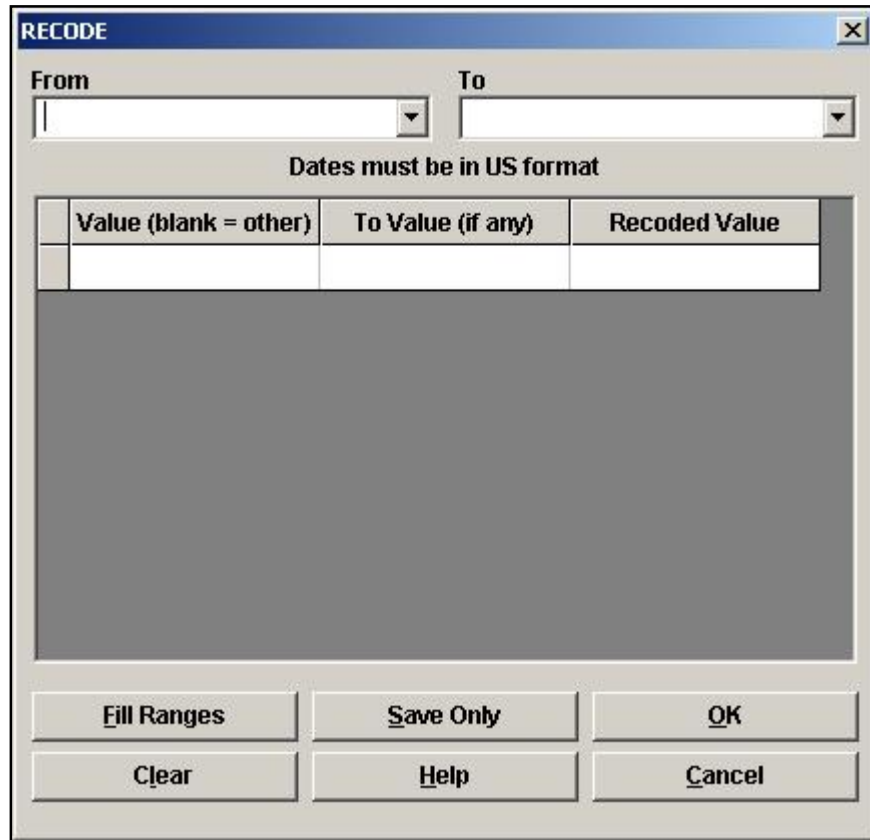 RECODE
From To
Dates must be in US format
Value (blank = other) To Value (if any) Recoded Value
Fill Ranges Save Only OK
Clear Help Cancel